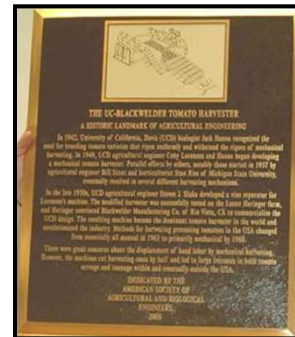 THE UC-BLACKWELDER TOMATO HARVESTER
A HISTORIC LANDMARK OF AGRICULTURAL ENGINEERING
In 1942, University of California, Davis (UCD) biologist Jack Hanna recognized the
need for breeding tomato varieties that ripen uniformly and withstand the rigors of mechanical
harvesting. In 1949, UCD agricultural engineer Coby Lorenzen and Hanna began developing
a mechanical tomato harvester. Parallel efforts by others, notably those started in 1957 by
agricultural engineer Bill Stout and horticulturist Stan Ries of Michigan State University,
eventually resulted in several different harvesting mechanisms.
In the late 1950s, UCD agricultural engineer Steven J. Sluka developed a vine separator for
Lorenzen's machine. The modified harvester was successfully tested on the Lester Heringer farm,
and Heringer convinced Blackwelder Manufacturing Co. of Rio Vista, CA to commercialize the
UCD design. The resulting machine became the dominant tomato harvester in the world and
revolutionized the industry. Methods for harvesting processing tomatoes in the USA changed
from essentially all manual in 1961 to primarily mechanical by 1968.
There were great concerns about the displacement of hand labor by mechanical harvesting.
However, the machines cut harvesting costs by half and led to large increases in both tomato
acreage and tonnage within and eventually outside the USA.
DEDICATED BY THE
AMERICAN SOCIETY OF
AGRICULTURAL AND BIOLOGICAL
ENGINEERS
2005